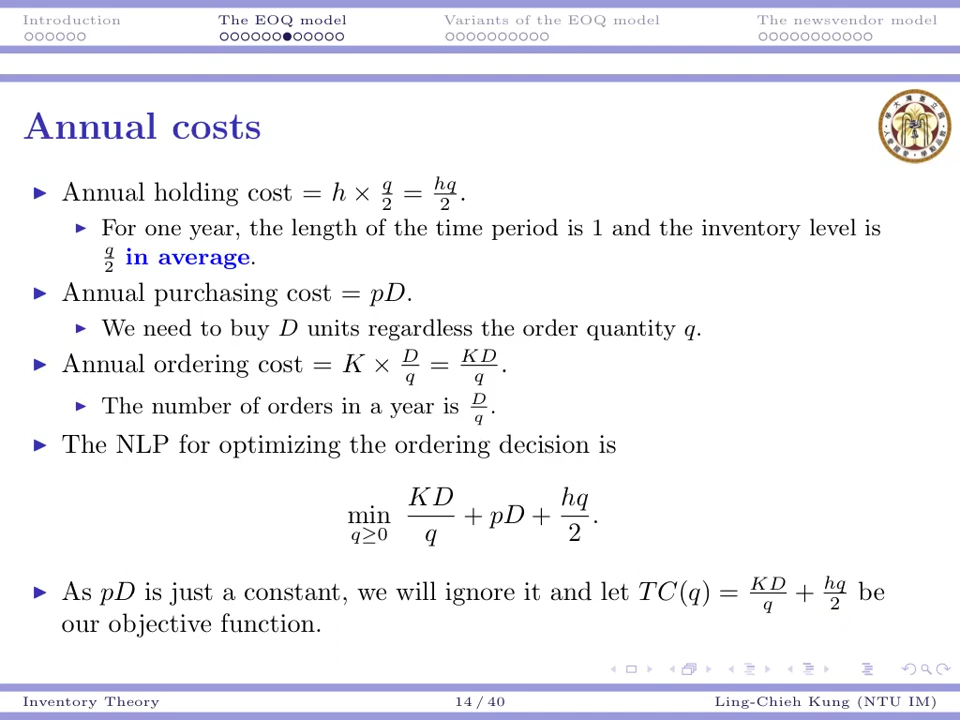 Introduction The EOQ model Variants of the EOQ model The newsvendor model
Annual costs
Annual holding cost = h × q/2 = hq/2.
For one year, the length of the time period is 1 and the inventory level is
q/2 in average.
Annual purchasing cost = pD.
We need to buy D units regardless the order quantity q.
Annual ordering cost = K × D/q = KD/q.
The number of orders in a year is D/q.
The NLP for optimizing the ordering decision is
min q≥0 KD/q + pD + hq/2.
As pD is just a constant, we will ignore it and let TC(q) = KD/q + hq/2 be
our objective function.
Inventory Theory 14 / 40 Ling-Chieh Kung (NTU IM)